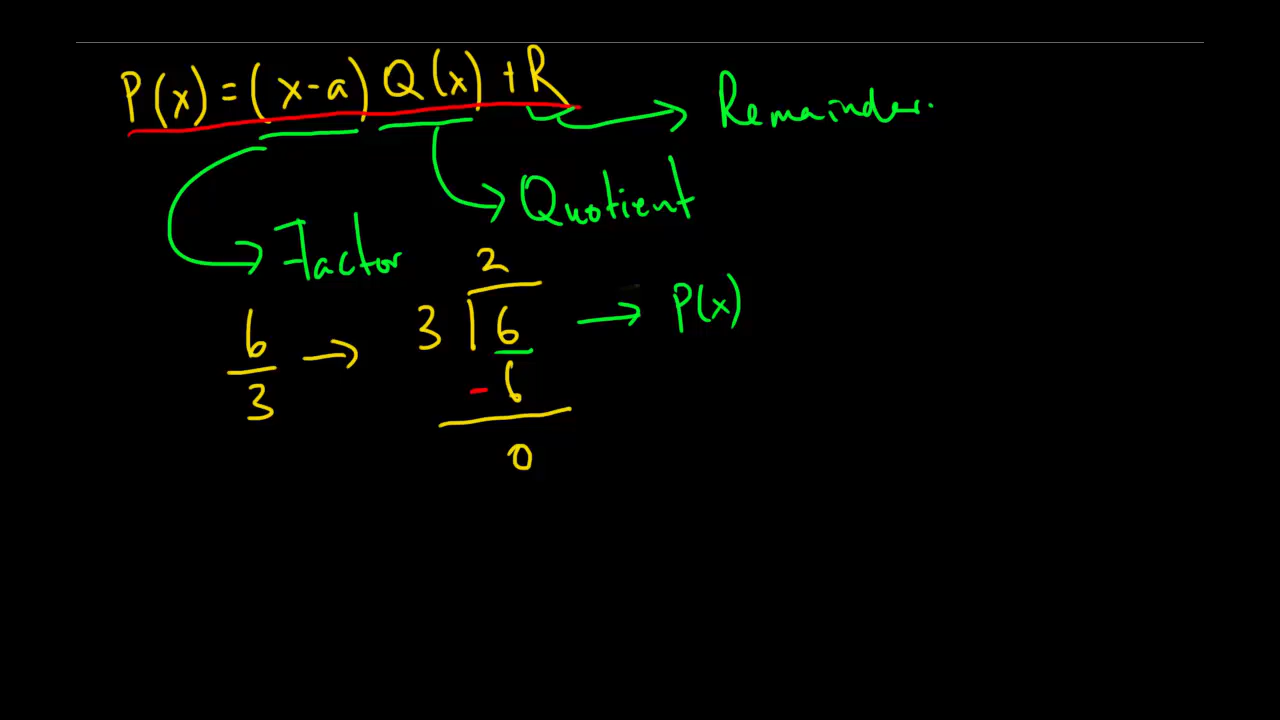 P(x) = (x-a) Q(x) + R
Remainder.
Quotient
Factor
2
6/3 → 3 | 6 → P(x)
- 6
0